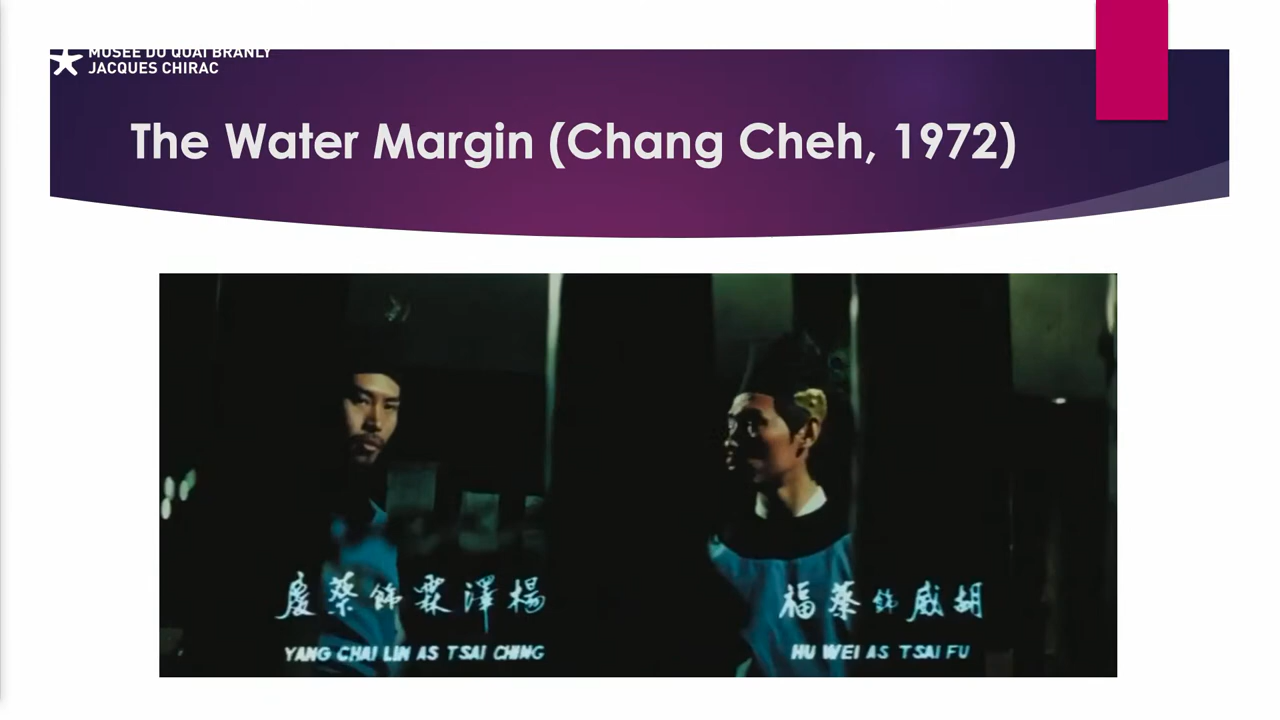 MUSÉE DU QUAI BRANLY
JACQUES CHIRAC
The Water Margin (Chang Cheh, 1972)
慶蔡飾霖澤楊
YANG CHAI LIN AS TSAI CHING
福蔡飾威胡
HU WEI AS TSAI FU